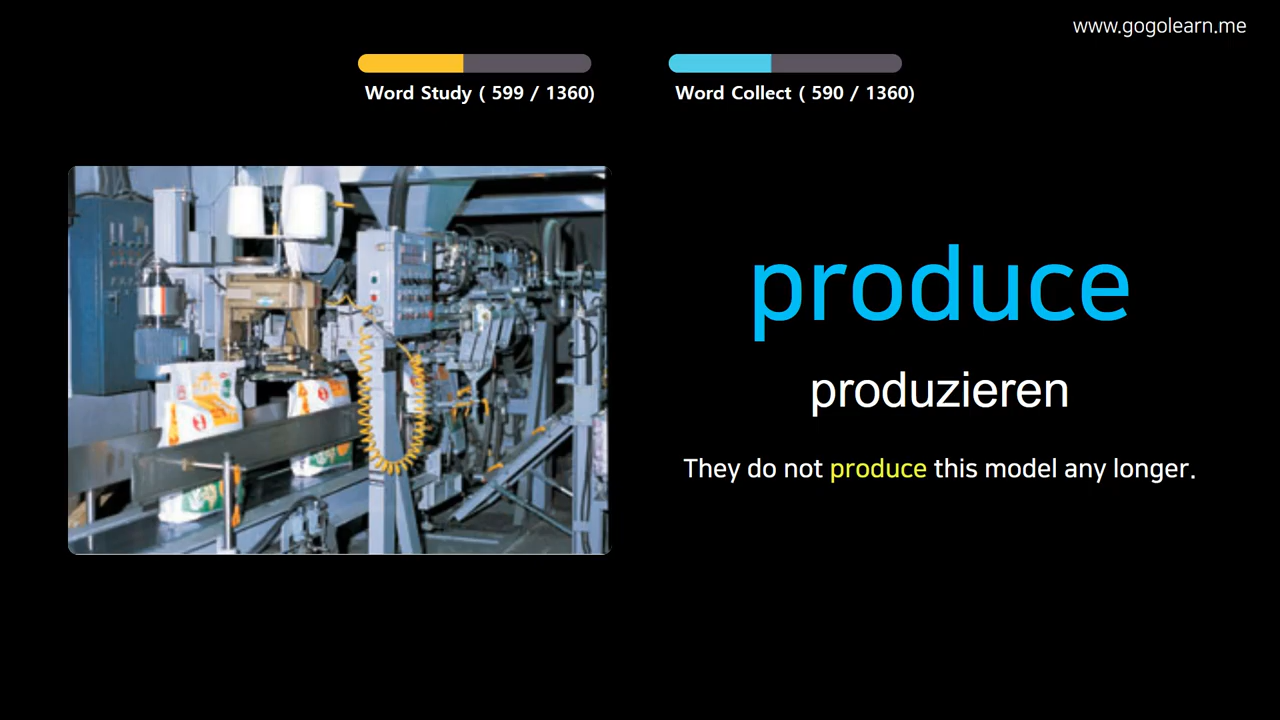 www.gogolearn.me
Word Study ( 599 / 1360)
Word Collect ( 590 / 1360)
produce
produzieren
They do not produce this model any longer.